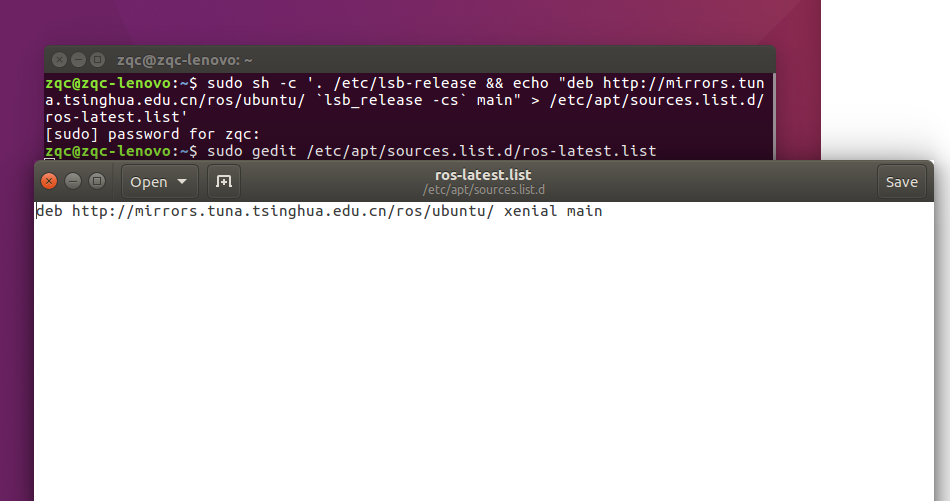 zqc@zqc-lenovo: ~
zqc@zqc-lenovo:~$ sudo sh -c '. /etc/lsb-release && echo "deb http://mirrors.tun
a.tsinghua.edu.cn/ros/ubuntu/ `lsb_release -cs` main" > /etc/apt/sources.list.d/
ros-latest.list'
[sudo] password for zqc:
zqc@zqc-lenovo:~$ sudo gedit /etc/apt/sources.list.d/ros-latest.list
Open
ros-latest.list
/etc/apt/sources.list.d
Save
deb http://mirrors.tuna.tsinghua.edu.cn/ros/ubuntu/ xenial main